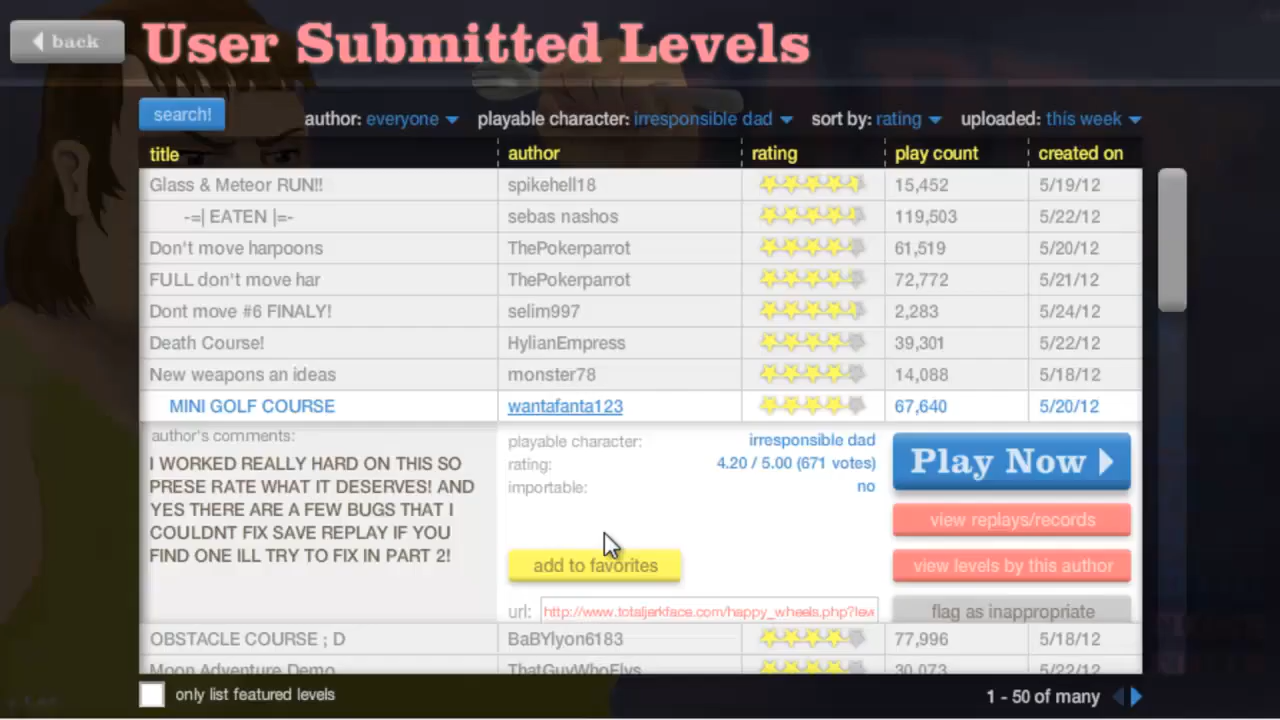 back
User Submitted Levels
search!
author: everyone
playable character: irresponsible dad
sort by: rating
uploaded: this week
title author rating play count created on
Glass & Meteor RUN!! spikehell18 15,452 5/19/12
-=| EATEN |=- sebas nashos 119,503 5/22/12
Don't move harpoons ThePokerparrot 61,519 5/20/12
FULL don't move har ThePokerparrot 72,772 5/21/12
Dont move #6 FINALY! selim997 2,283 5/24/12
Death Course! HylianEmpress 39,301 5/22/12
New weapons an ideas monster78 14,088 5/18/12
MINI GOLF COURSE wantafanta123 67,640 5/20/12
author's comments:
I WORKED REALLY HARD ON THIS SO
PRESE RATE WHAT IT DESERVES! AND
YES THERE ARE A FEW BUGS THAT I
COULDNT FIX SAVE REPLAY IF YOU
FIND ONE ILL TRY TO FIX IN PART 2!
playable character: irresponsible dad
rating: 4.20 / 5.00 (671 votes)
importable: no
add to favorites
url: http://www.totaljerkface.com/happy_wheels.php?lev
Play Now
view replays/records
view levels by this author
flag as inappropriate
OBSTACLE COURSE ; D BaBYlyon6183 77,996 5/18/12
Moon Adventure Demo ThatGuyWhoFlys 30,073 5/22/12
only list featured levels
1 - 50 of many